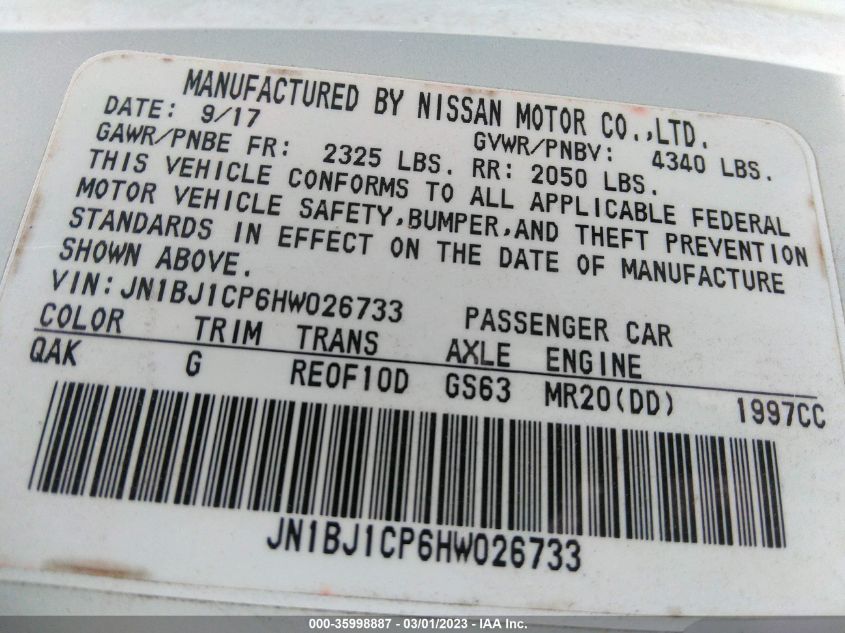 MANUFACTURED BY NISSAN MOTOR CO.,LTD.
DATE: 9/17 GVWR/PNBV: 4340 LBS.
GAWR/PNBE FR: 2325 LBS. RR: 2050 LBS.
THIS VEHICLE CONFORMS TO ALL APPLICABLE FEDERAL
MOTOR VEHICLE SAFETY,BUMPER,AND THEFT PREVENTION
STANDARDS IN EFFECT ON THE DATE OF MANUFACTURE
SHOWN ABOVE.
VIN:JN1BJ1CP6HW026733 PASSENGER CAR
COLOR TRIM TRANS AXLE ENGINE
QAK G RE0F10D GS63 MR20(DD) 1997CC
JN1BJ1CP6HW026733
000-35998887 - 03/01/2023 - IAA Inc.